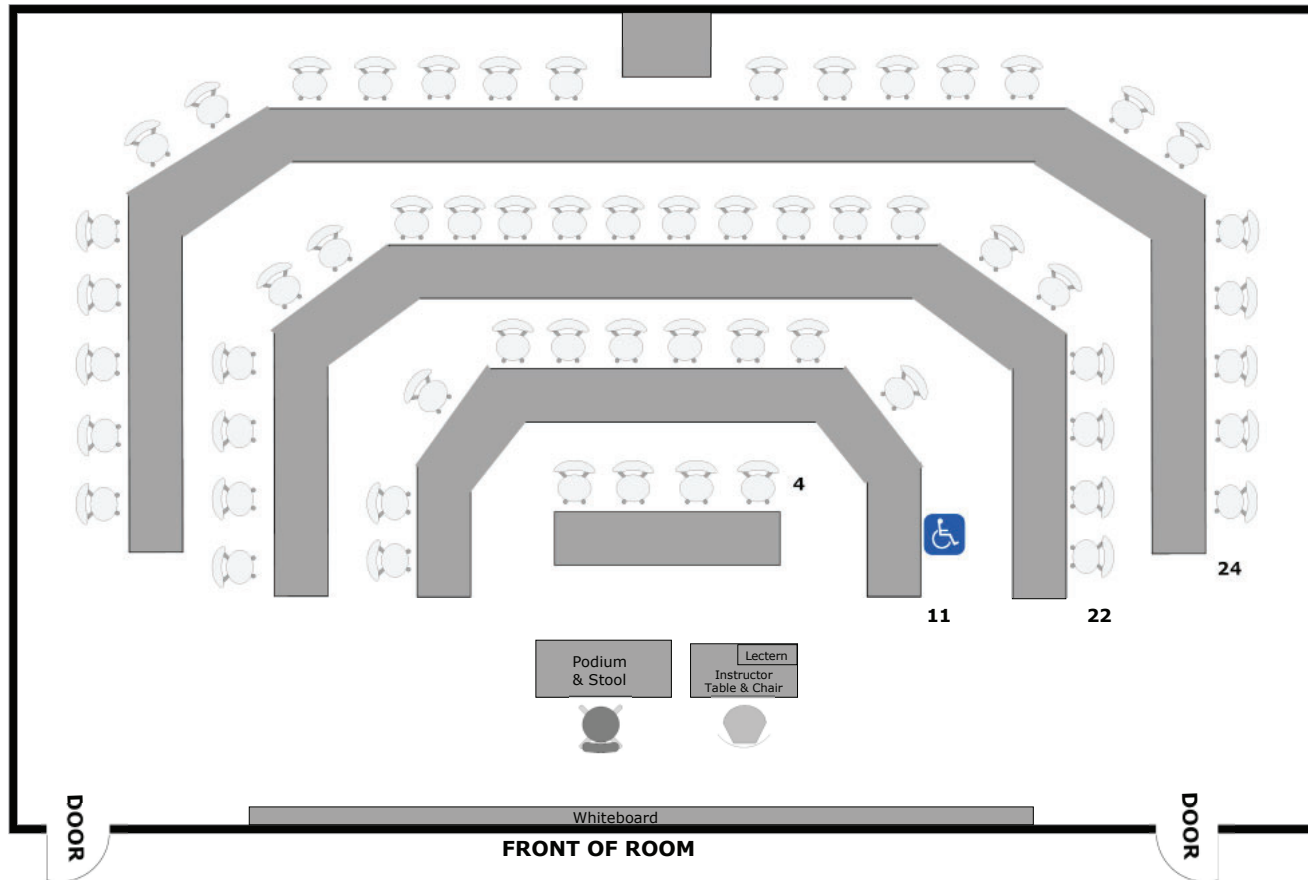 4
24
11
22
Podium
& Stool
Lectern
Instructor
Table & Chair
DOOR
Whiteboard
DOOR
FRONT OF ROOM